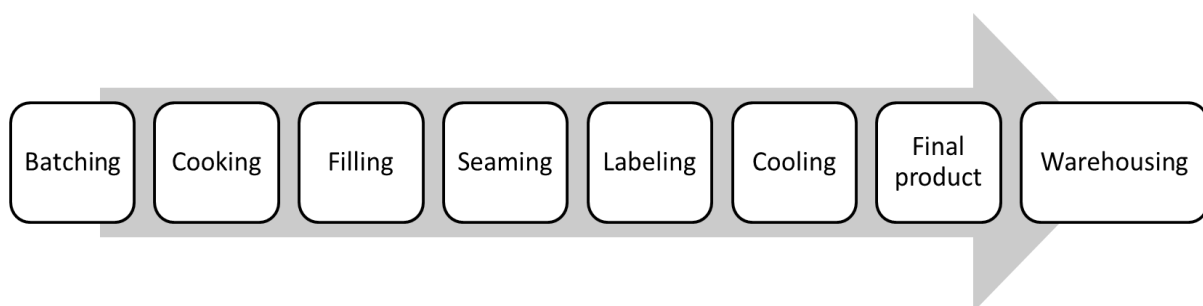 Batching
Cooking
Filling
Seaming
Labeling
Cooling
Final
product
Warehousing